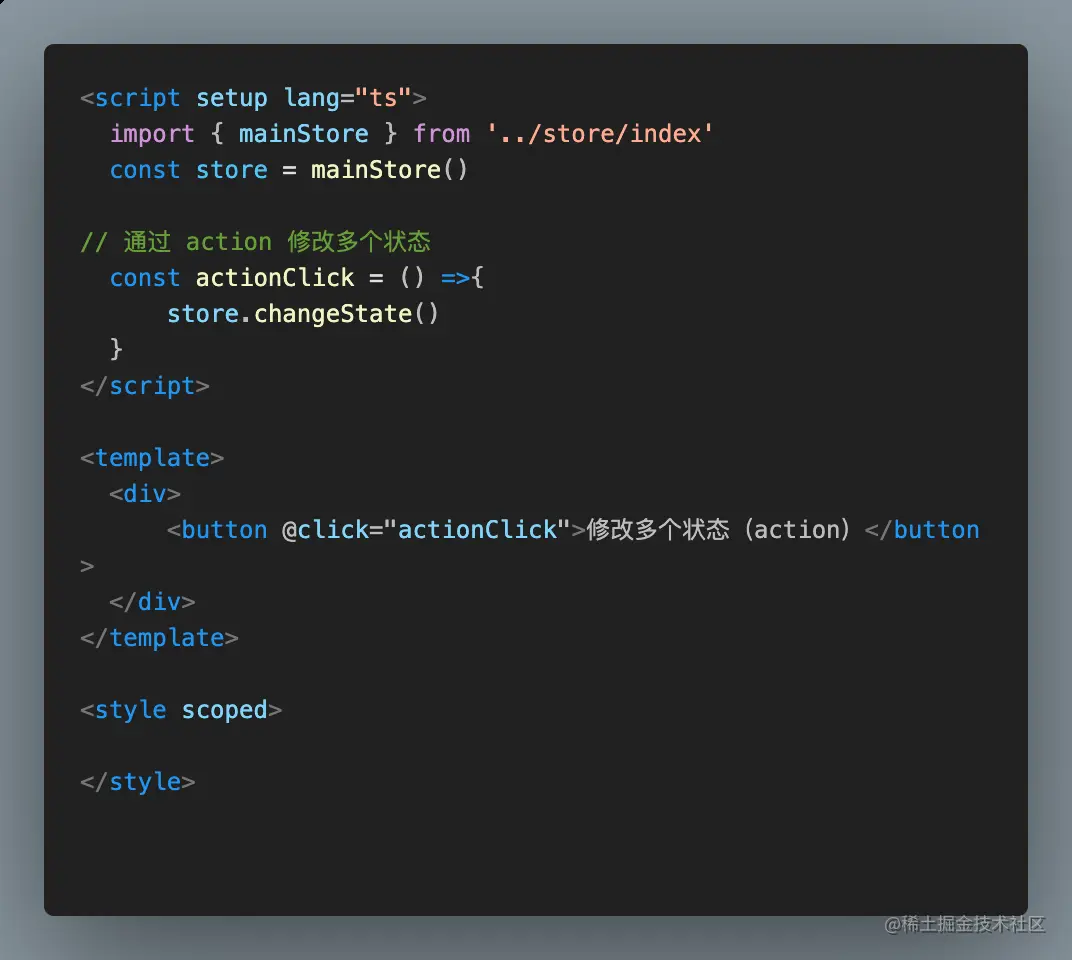 <script setup lang="ts">
  import { mainStore } from '../store/index'
  const store = mainStore()

// 通过 action 修改多个状态
  const actionClick = () =>{
      store.changeState()
  }
</script>

<template>
  <div>
      <button @click="actionClick">修改多个状态（action）</button
>
  </div>
</template>

<style scoped>

</style>
@稀土掘金技术社区